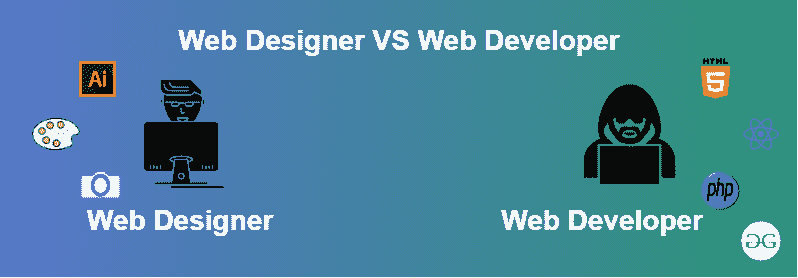 Web Designer VS Web Developer
Ai
HTML
5
php
Web Designer
Web Developer
GG